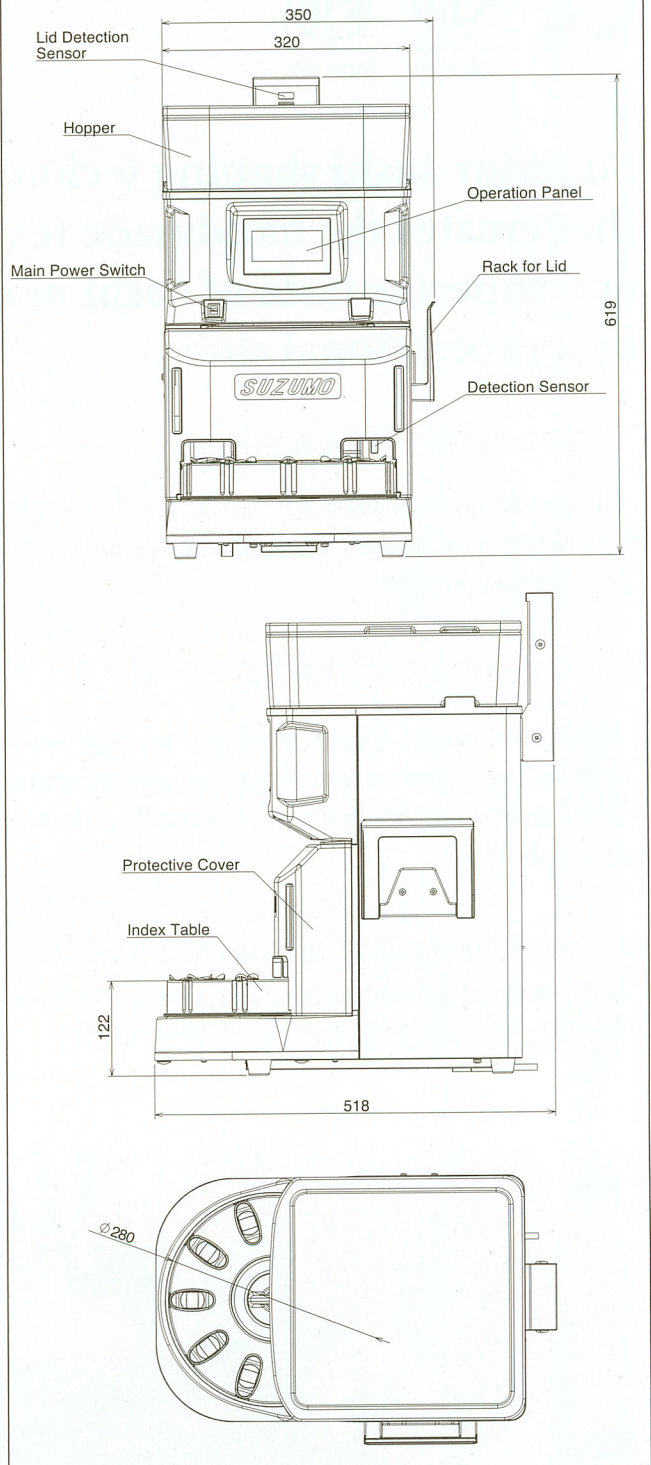 350
320
Lid Detection
Sensor
Hopper
Operation Panel
Main Power Switch
Rack for Lid
619
SUZUMO
Detection Sensor
Protective Cover
Index Table
122
518
Ø280